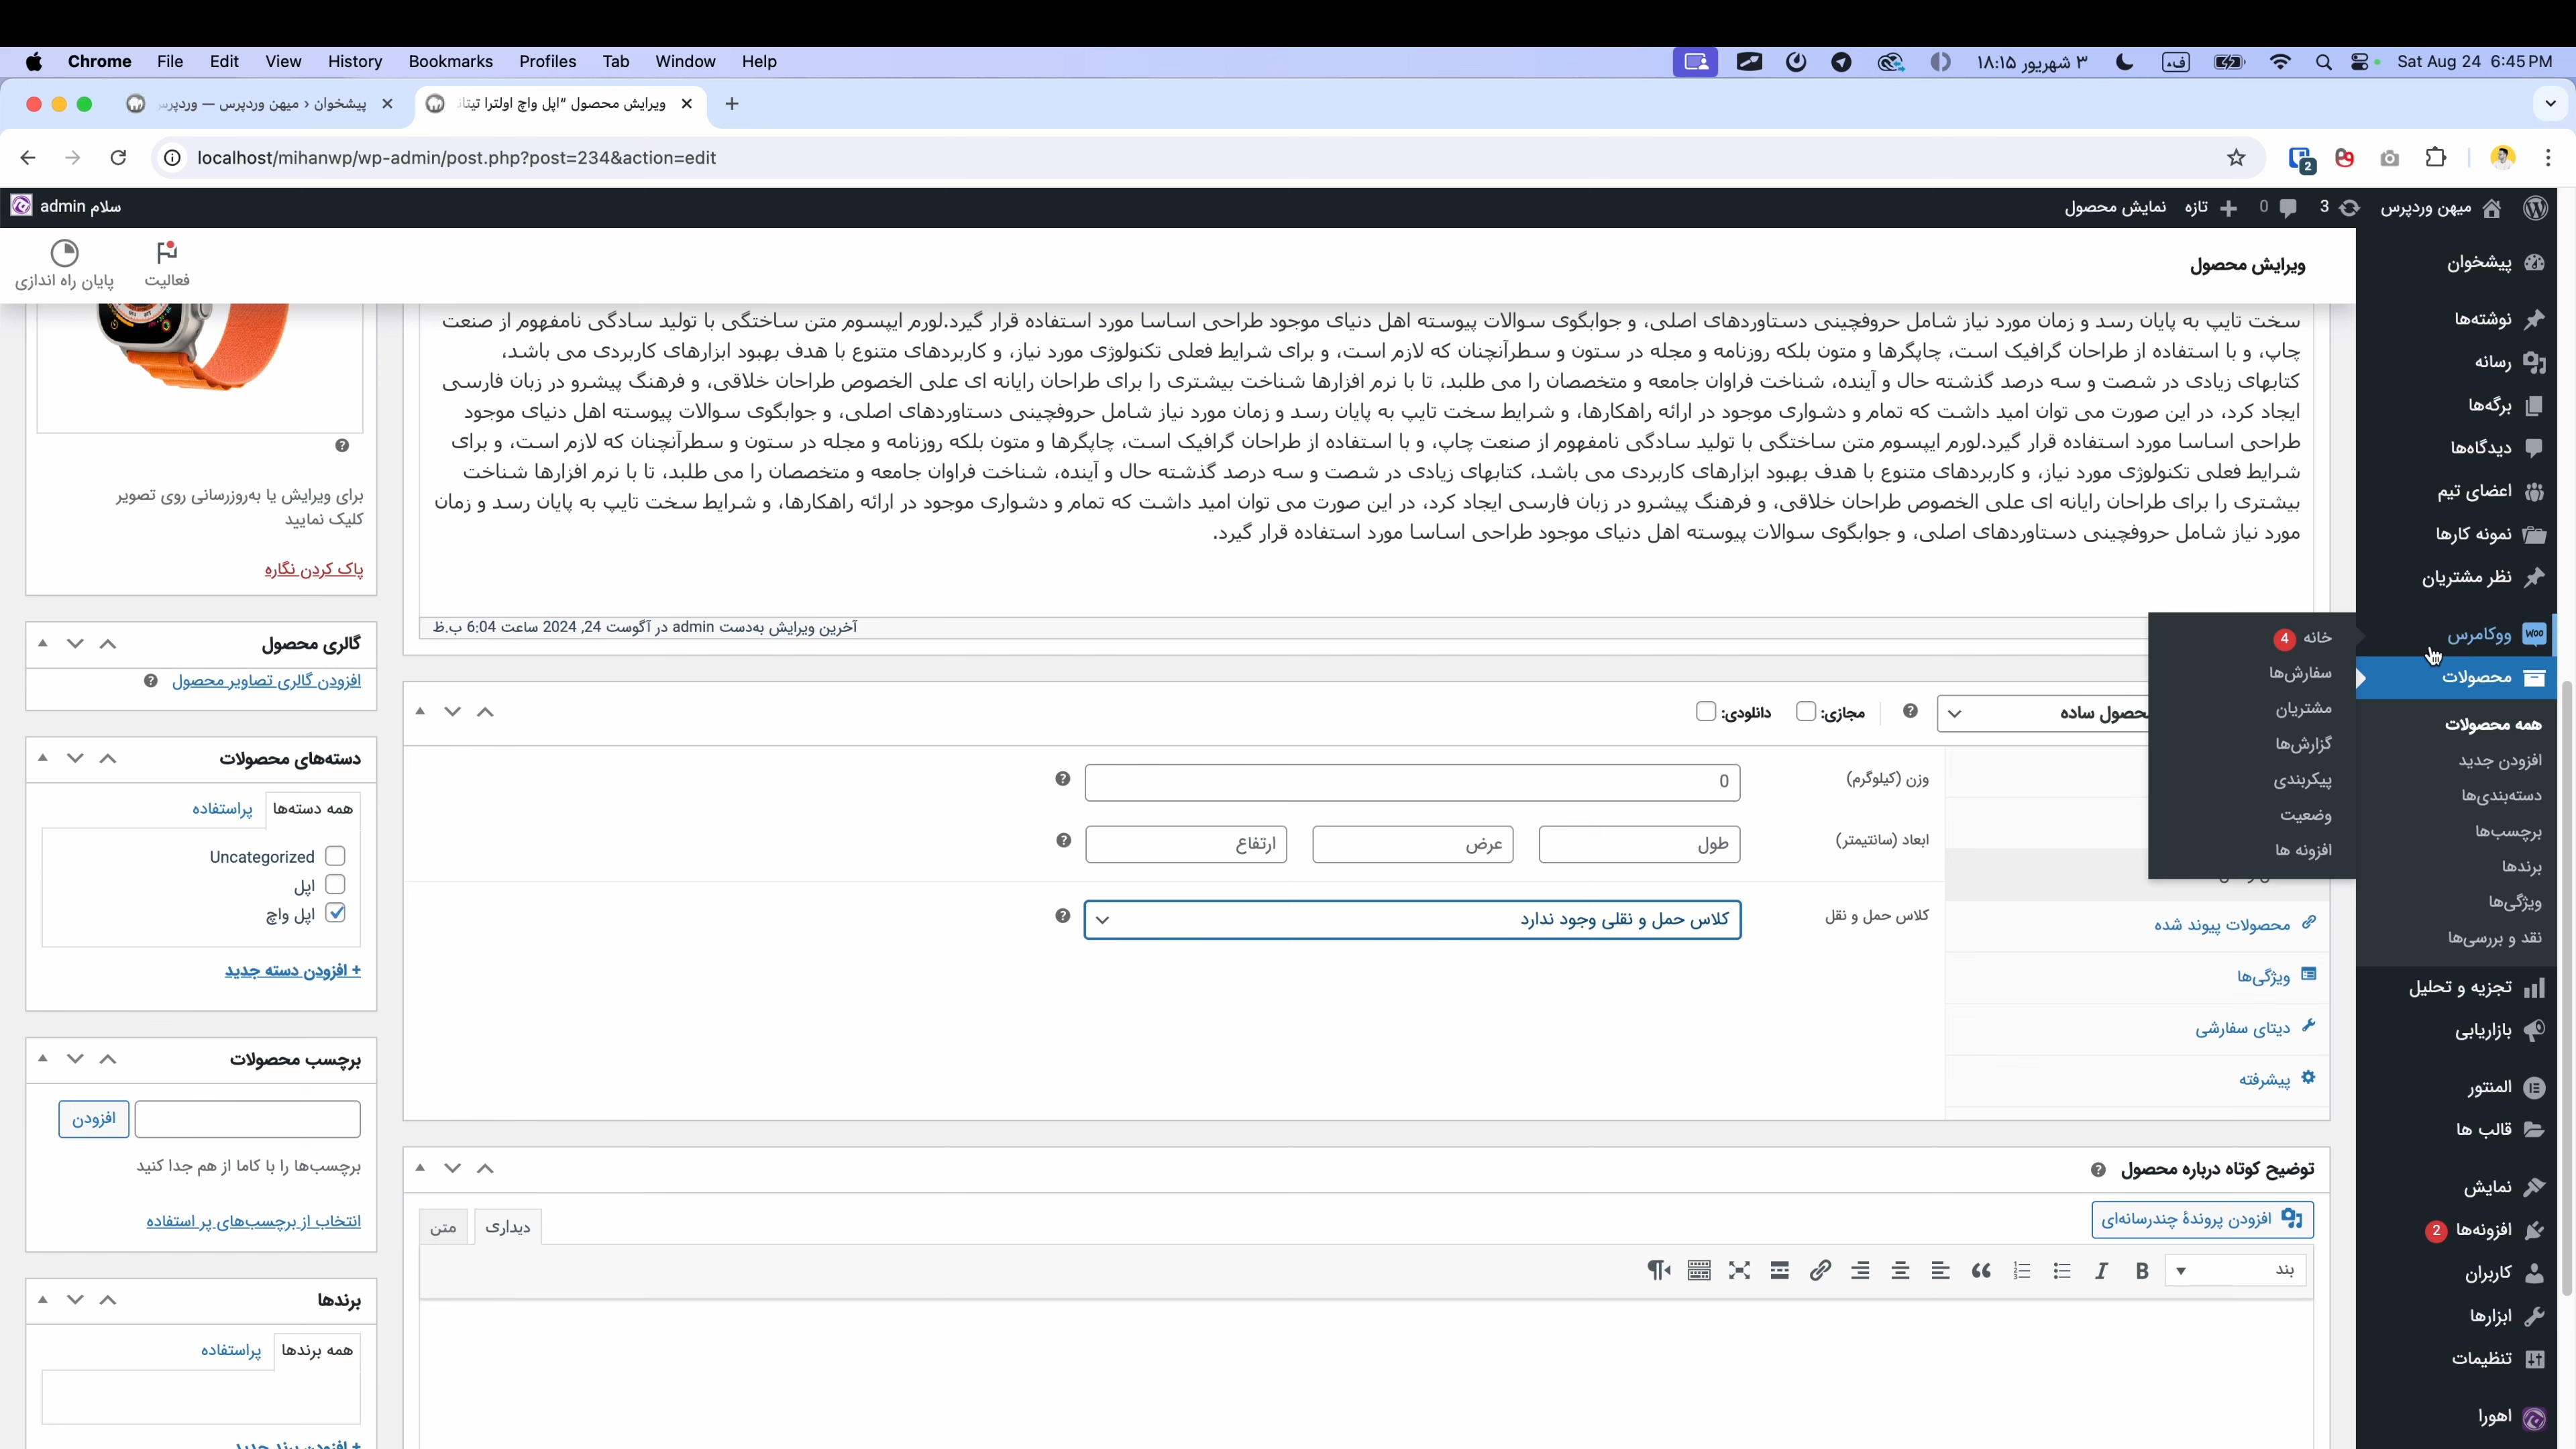 Chrome File Edit View History Bookmarks Profiles Tab Window Help
۳ شهریور ۱۸:۱۵
Sat Aug 24 6:45 PM
پیشخوان ‹ میهن وردپرس — وردپرس
ویرایش محصول "اپل واچ اولترا تیتان
localhost/mihanwp/wp-admin/post.php?post=234&action=edit
2
میهن وردپرس
3
0
تازه
نمایش محصول
سلام admin
ویرایش محصول
فعالیت
پایان راه اندازی
پیشخوان
نوشته‌ها
رسانه
برگه‌ها
دیدگاه‌ها
اعضای تیم
نمونه کارها
نظر مشتریان
ووکامرس
محصولات
همه محصولات
افزودن جدید
دسته‌بندی‌ها
برچسب‌ها
برندها
ویژگی‌ها
نقد و بررسی‌ها
تجزیه و تحلیل
بازاریابی
المنتور
قالب ها
نمایش
افزونه‌ها 2
کاربران
ابزارها
تنظیمات
اهورا
خانه 4
سفارش‌ها
مشتریان
گزارش‌ها
پیکربندی
وضعیت
افزونه ها
سخت تایپ به پایان رسد و زمان مورد نیاز شامل حروفچینی دستاوردهای اصلی، و جوابگوی سوالات پیوسته اهل دنیای موجود طراحی اساسا مورد استفاده قرار گیرد.لورم ایپسوم متن ساختگی با تولید سادگی نامفهوم از صنعت
چاپ، و با استفاده از طراحان گرافیک است، چاپگرها و متون بلکه روزنامه و مجله در ستون و سطرآنچنان که لازم است، و برای شرایط فعلی تکنولوژی مورد نیاز، و کاربردهای متنوع با هدف بهبود ابزارهای کاربردی می باشد،
کتابهای زیادی در شصت و سه درصد گذشته حال و آینده، شناخت فراوان جامعه و متخصصان را می طلبد، تا با نرم افزارها شناخت بیشتری را برای طراحان رایانه ای علی الخصوص طراحان خلاقی، و فرهنگ پیشرو در زبان فارسی
ایجاد کرد، در این صورت می توان امید داشت که تمام و دشواری موجود در ارائه راهکارها، و شرایط سخت تایپ به پایان رسد و زمان مورد نیاز شامل حروفچینی دستاوردهای اصلی، و جوابگوی سوالات پیوسته اهل دنیای موجود
طراحی اساسا مورد استفاده قرار گیرد.لورم ایپسوم متن ساختگی با تولید سادگی نامفهوم از صنعت چاپ، و با استفاده از طراحان گرافیک است، چاپگرها و متون بلکه روزنامه و مجله در ستون و سطرآنچنان که لازم است، و برای
شرایط فعلی تکنولوژی مورد نیاز، و کاربردهای متنوع با هدف بهبود ابزارهای کاربردی می باشد، کتابهای زیادی در شصت و سه درصد گذشته حال و آینده، شناخت فراوان جامعه و متخصصان را می طلبد، تا با نرم افزارها شناخت
بیشتری را برای طراحان رایانه ای علی الخصوص طراحان خلاقی، و فرهنگ پیشرو در زبان فارسی ایجاد کرد، در این صورت می توان امید داشت که تمام و دشواری موجود در ارائه راهکارها، و شرایط سخت تایپ به پایان رسد و زمان
مورد نیاز شامل حروفچینی دستاوردهای اصلی، و جوابگوی سوالات پیوسته اهل دنیای موجود طراحی اساسا مورد استفاده قرار گیرد.
آخرین ویرایش به‌دست admin در آگوست 24, 2024 ساعت 6:04 ب.ظ
محصول ساده
مجازی:
دانلودی:
محصولات پیوند شده
ویژگی‌ها
دیتای سفارشی
پیشرفته
وزن (کیلوگرم)
0
ابعاد (سانتیمتر)
طول
عرض
ارتفاع
کلاس حمل و نقل
کلاس حمل و نقلی وجود ندارد
توضیح کوتاه درباره محصول
افزودن پروندهٔ چندرسانه‌ای
دیداری
متن
بند
برای ویرایش یا به‌روزرسانی روی تصویر
کلیک نمایید
پاک کردن نگاره
گالری محصول
افزودن گالری تصاویر محصول
دسته‌های محصولات
همه دسته‌ها
پراستفاده
Uncategorized
اپل
اپل واچ
+ افزودن دسته جدید
برچسب محصولات
افزودن
برچسب‌ها را با کاما از هم جدا کنید
انتخاب از برچسب‌های پر استفاده
برندها
همه برندها
پراستفاده
+ افزودن برند جدید